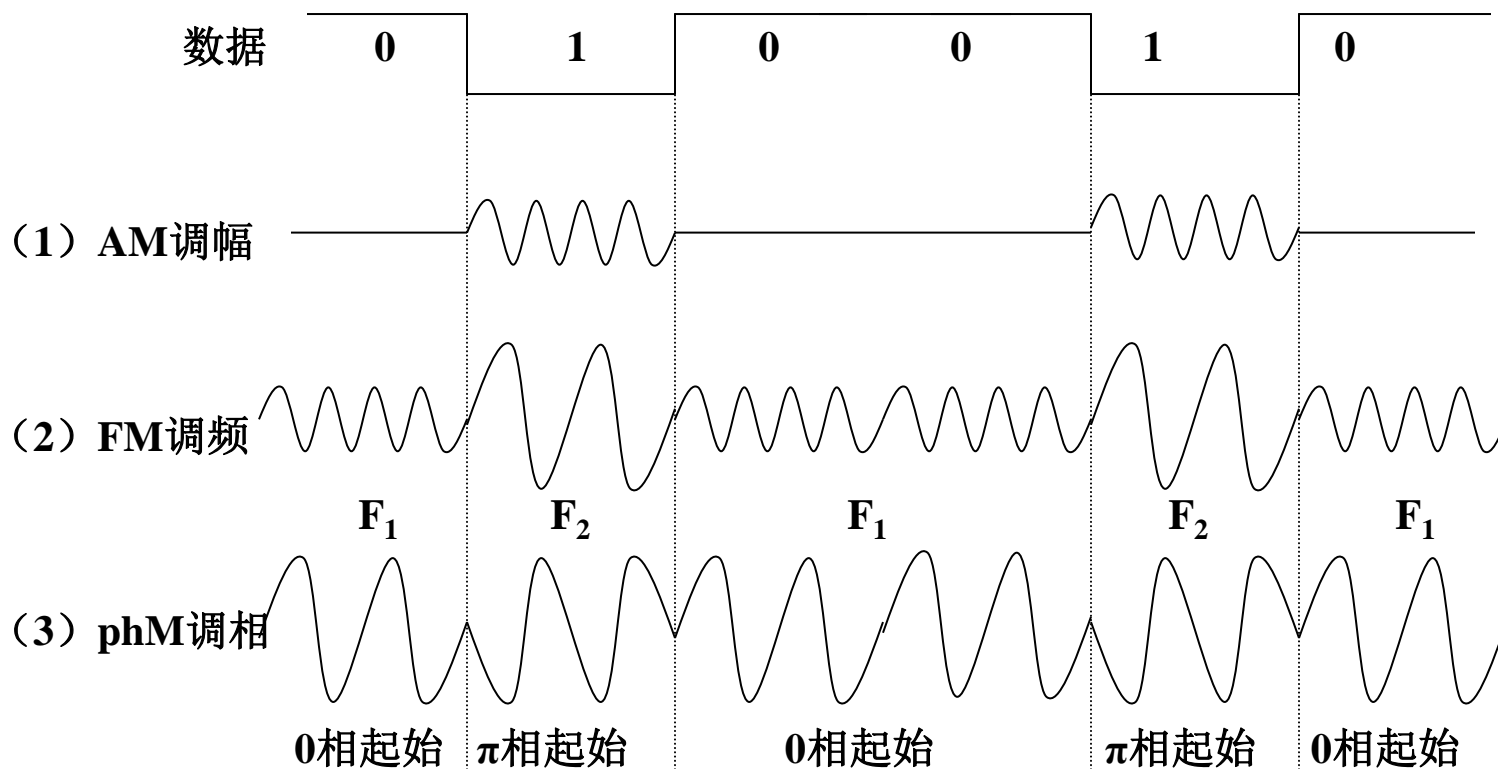 数据 0 1 0 0 1 0
（1）AM调幅
（2）FM调频
F₁ F₂ F₁ F₂ F₁
（3）phM调相
0相起始 π相起始 0相起始 π相起始 0相起始